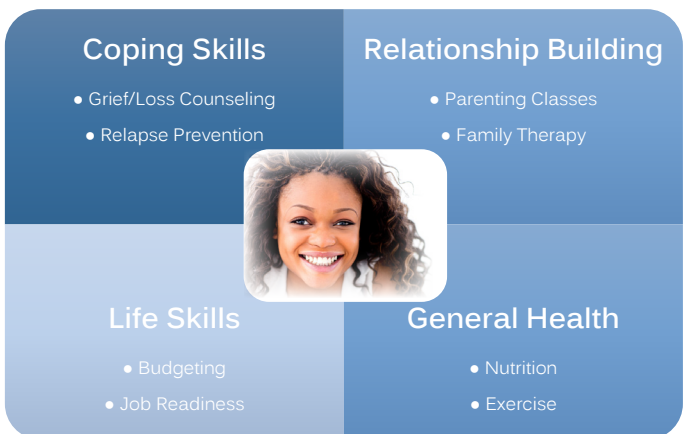 Coping Skills
● Grief/Loss Counseling
● Relapse Prevention
Relationship Building
● Parenting Classes
● Family Therapy
Life Skills
● Budgeting
● Job Readiness
General Health
● Nutrition
● Exercise